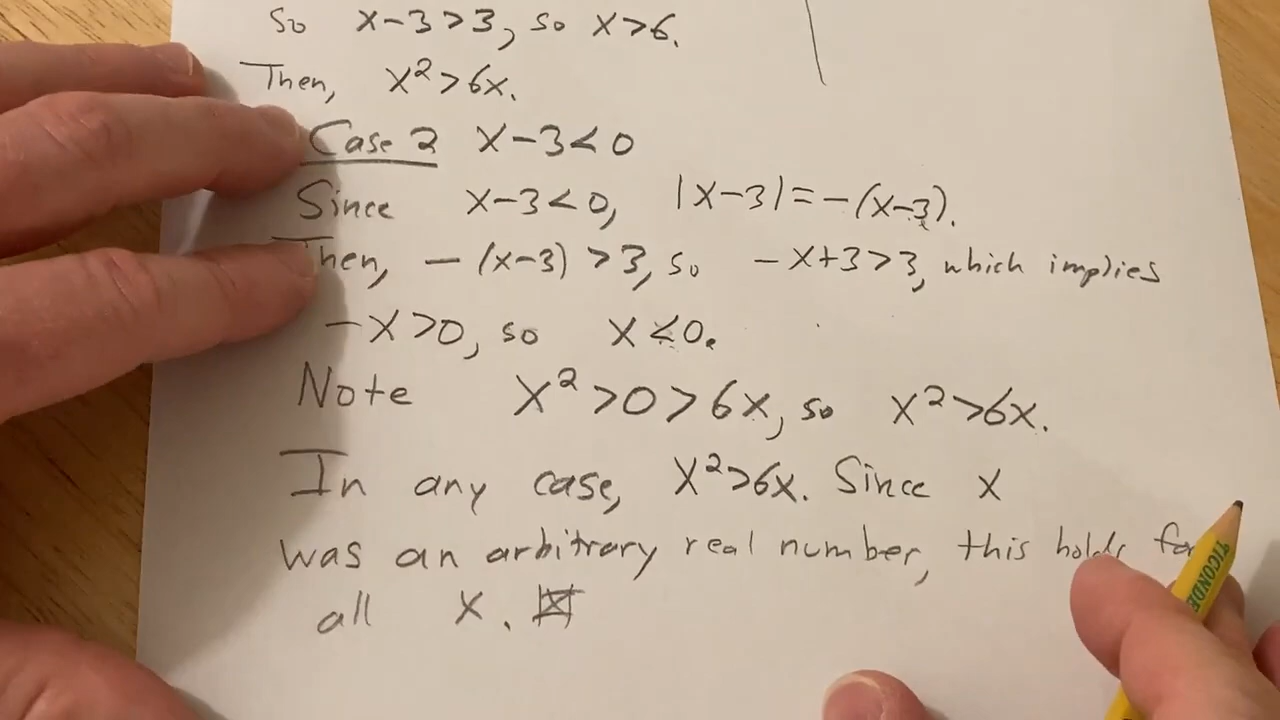 So x-3>3, so x>6.
Then, x²>6x.
Case 2 x-3<0
Since x-3<0, |x-3|=-(x-3).
Then, -(x-3)>3, so -x+3>3, which implies
-x>0, so x<0.
Note x²>0>6x, so x²>6x.
In any case, x²>6x. Since x
was an arbitrary real number, this holds for
all x.
TICONDE